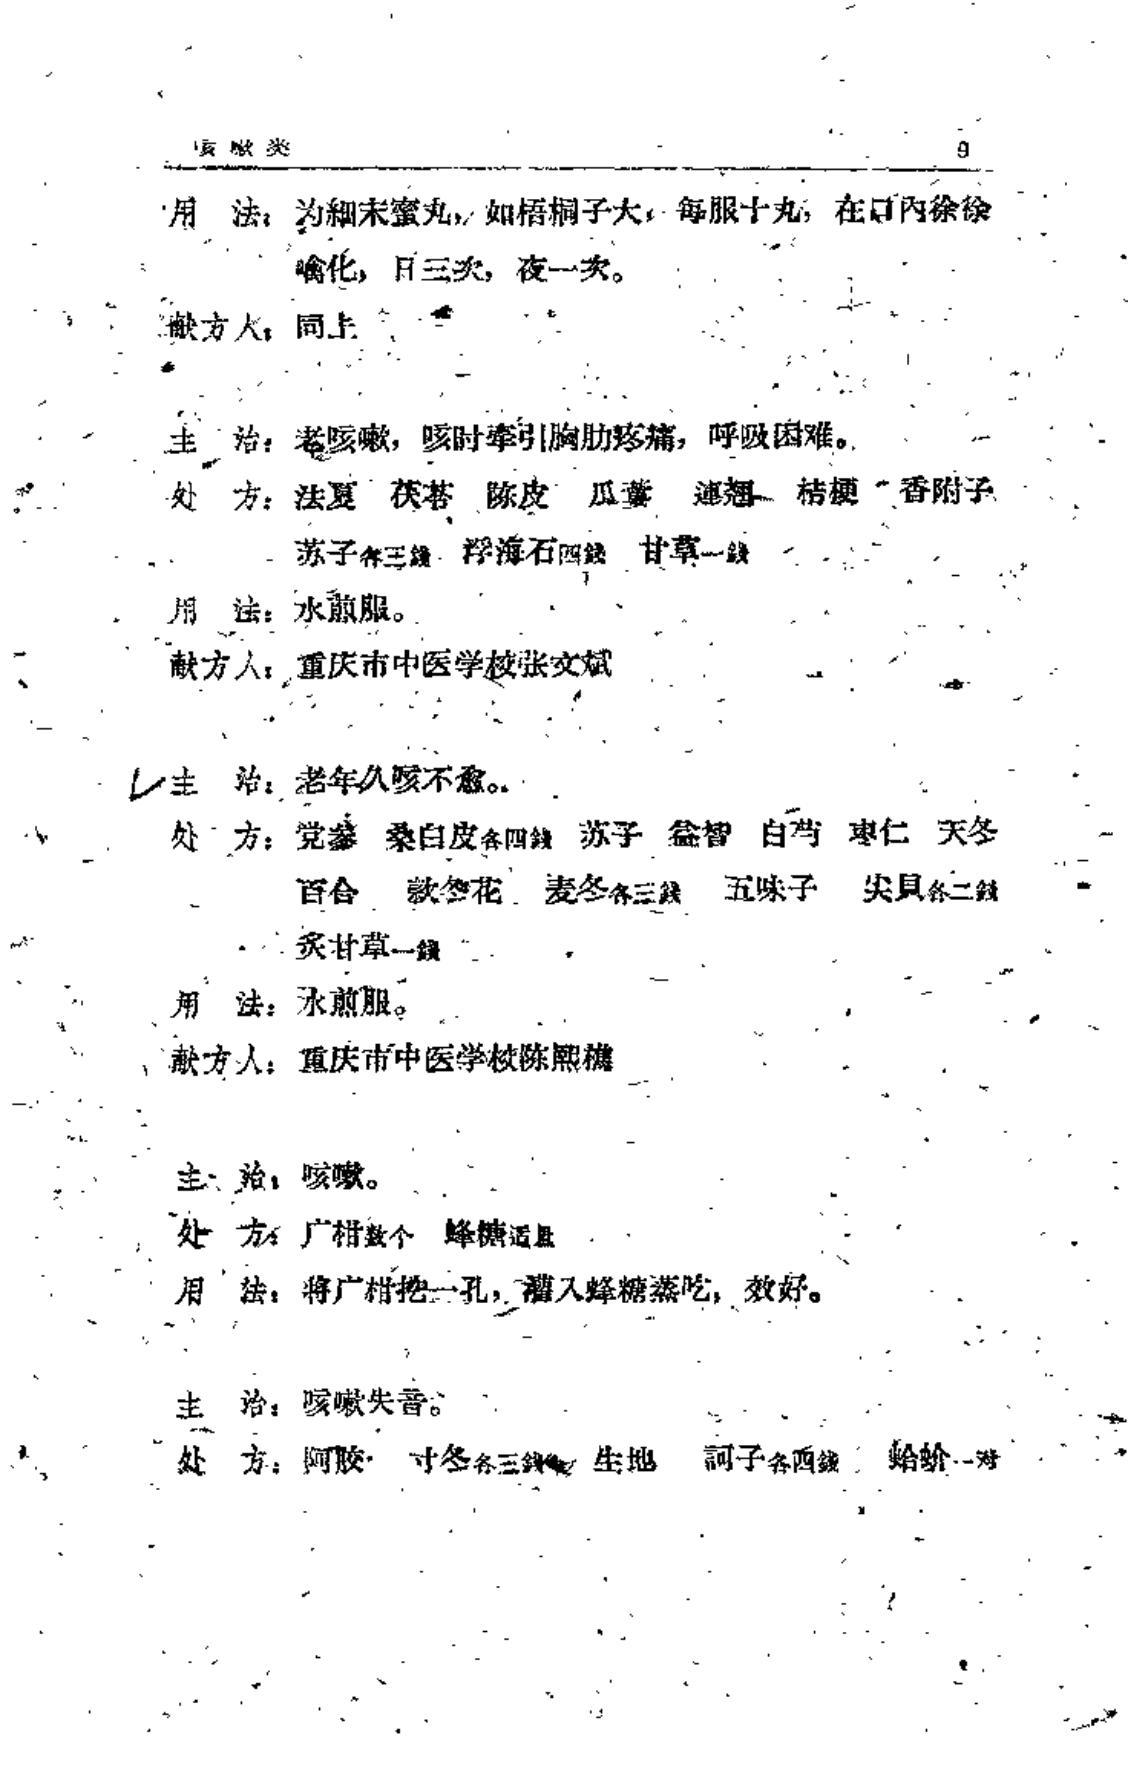 咳嗽类 9
用 法：为細末蜜丸，如梧桐子大，每服十丸，在口內徐徐
噙化，日三次，夜一次。
献方人：同上
主 治：老咳嗽，咳时牵引胸肋疼痛，呼吸困难。
处 方：法夏 茯苓 陈皮 瓜蔞 連翘 桔梗 香附子
苏子各三錢 浮海石四錢 甘草一錢
用 法：水煎服。
献方人：重庆市中医学校张文斌
主 治：老年久咳不愈。
处 方：党參 桑白皮各四錢 苏子 益智 白芍 枣仁 天冬
百合 款冬花 麦冬各三錢 五味子 尖貝各二錢
炙甘草一錢
用 法：水煎服。
献方人：重庆市中医学校陈熙樵
主 治：咳嗽。
处 方：广柑数个 蜂糖适量
用 法：将广柑挖一孔，灌入蜂糖蒸吃，效好。
主 治：咳嗽失音。
处 方：阿胶 寸冬各三錢 生地 訶子各四錢 蛤蚧一对